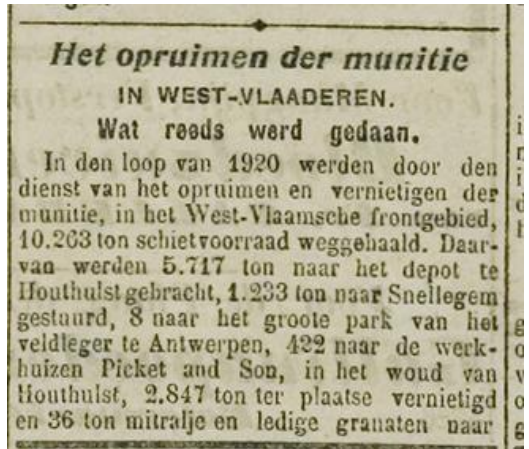 Het opruimen der munitie
IN WEST-VLAADEREN.
Wat reeds werd gedaan.
In den loop van 1920 werden door den
dienst van het opruimen en vernietigen der
munitie, in het West-Vlaamsche frontgebied,
10.263 ton schietvoorraad weggehaald. Daar-
van werden 5.717 ton naar het depot te
Houthulst gebracht, 1.233 ton naar Snellegem
gestuurd, 8 naar het groote park van het
veldleger te Antwerpen, 422 naar de werk-
huizen Picket and Son, in het woud van
Houthulst, 2.847 ton ter plaatse vernietigd
en 36 ton mitralje en ledige granaten naar